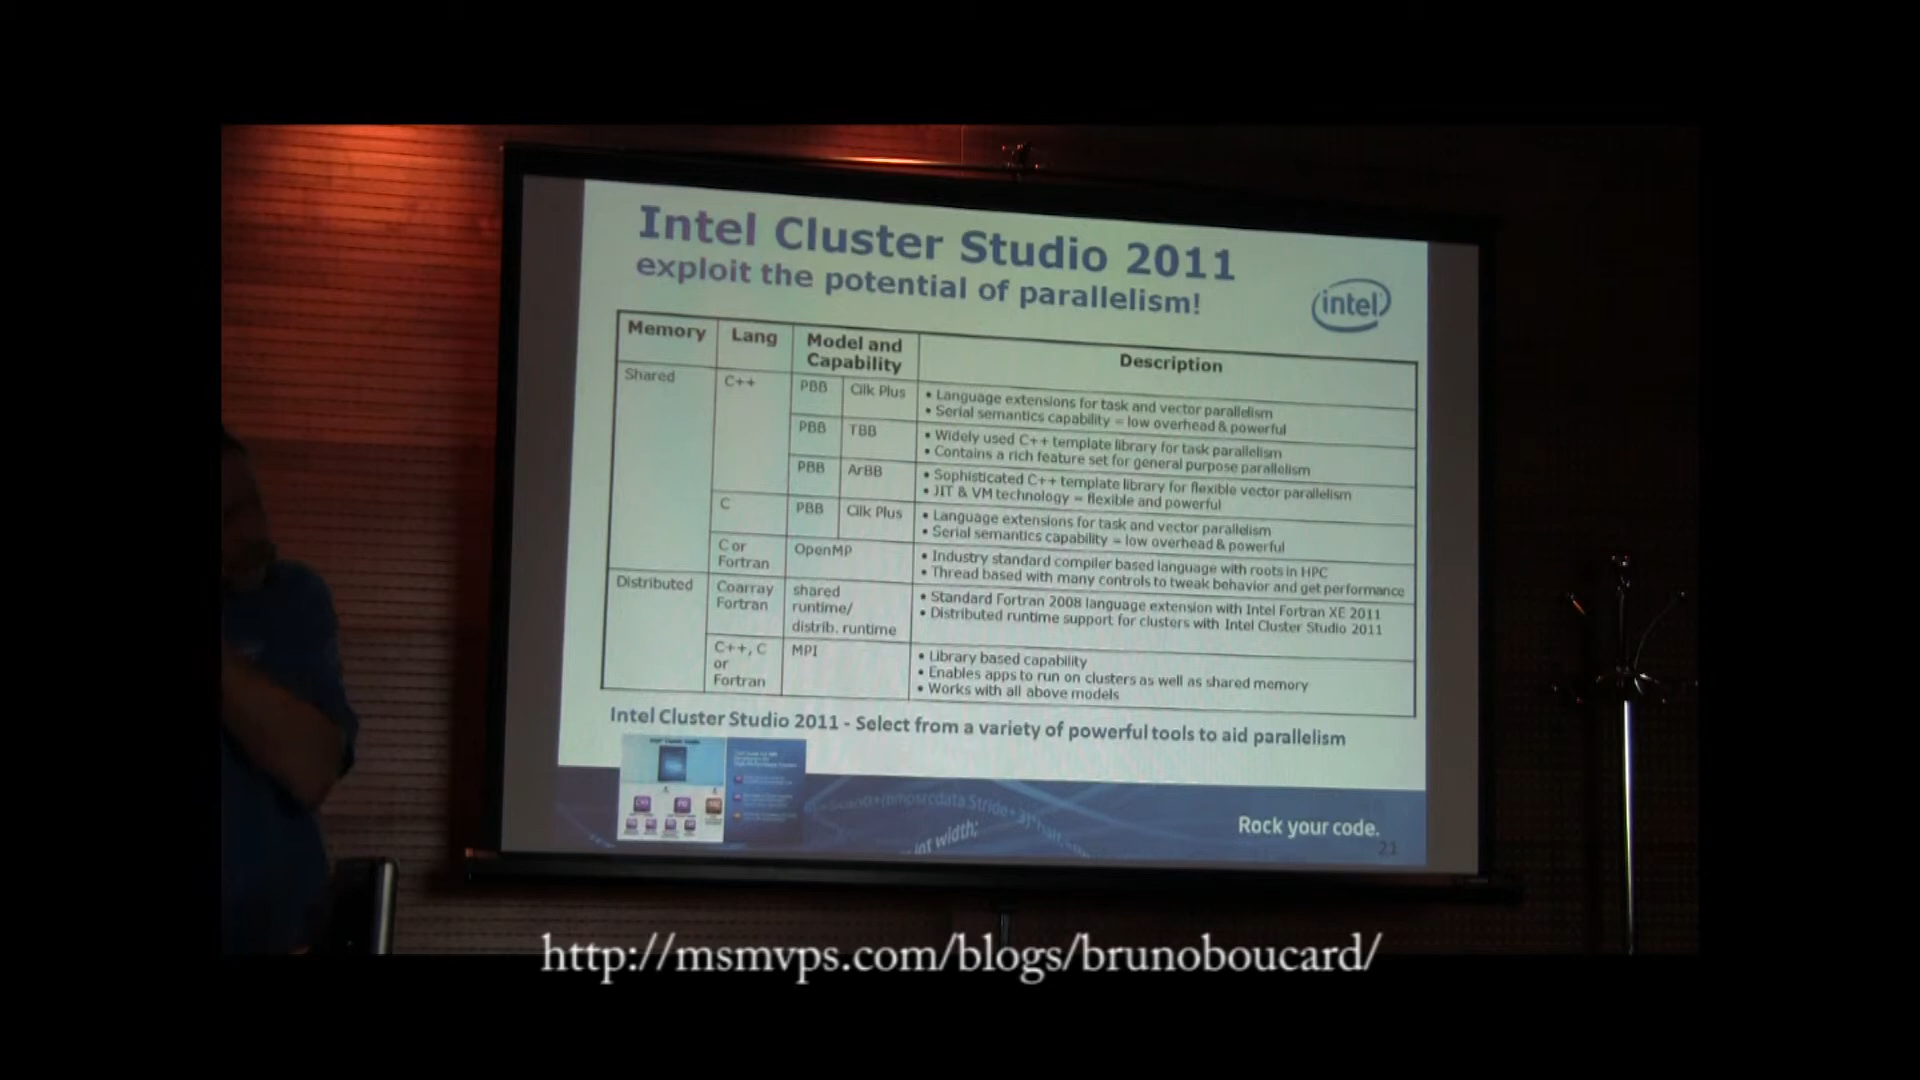 Intel Cluster Studio 2011
exploit the potential of parallelism!
intel
Memory Lang Model and Capability Description
Shared C++ PBB Cilk Plus
• Language extensions for task and vector parallelism
• Serial semantics capability = low overhead & powerful
PBB TBB
• Widely used C++ template library for task parallelism
• Contains a rich feature set for general purpose parallelism
PBB ArBB
• Sophisticated C++ template library for flexible vector parallelism
• JIT & VM technology = flexible and powerful
C PBB Cilk Plus
• Language extensions for task and vector parallelism
• Serial semantics capability = low overhead & powerful
C or
Fortran
OpenMP
• Industry standard compiler based language with roots in HPC
• Thread based with many controls to tweak behavior and get performance
Distributed
Coarray
Fortran
shared
runtime/
distrib. runtime
• Standard Fortran 2008 language extension with Intel Fortran XE 2011
• Distributed runtime support for clusters with Intel Cluster Studio 2011
C++, C
or
Fortran
MPI
• Library based capability
• Enables apps to run on clusters as well as shared memory
• Works with all above models
Intel Cluster Studio 2011 - Select from a variety of powerful tools to aid parallelism
int width;
Rock your code.
21
http://msmvps.com/blogs/brunoboucard/